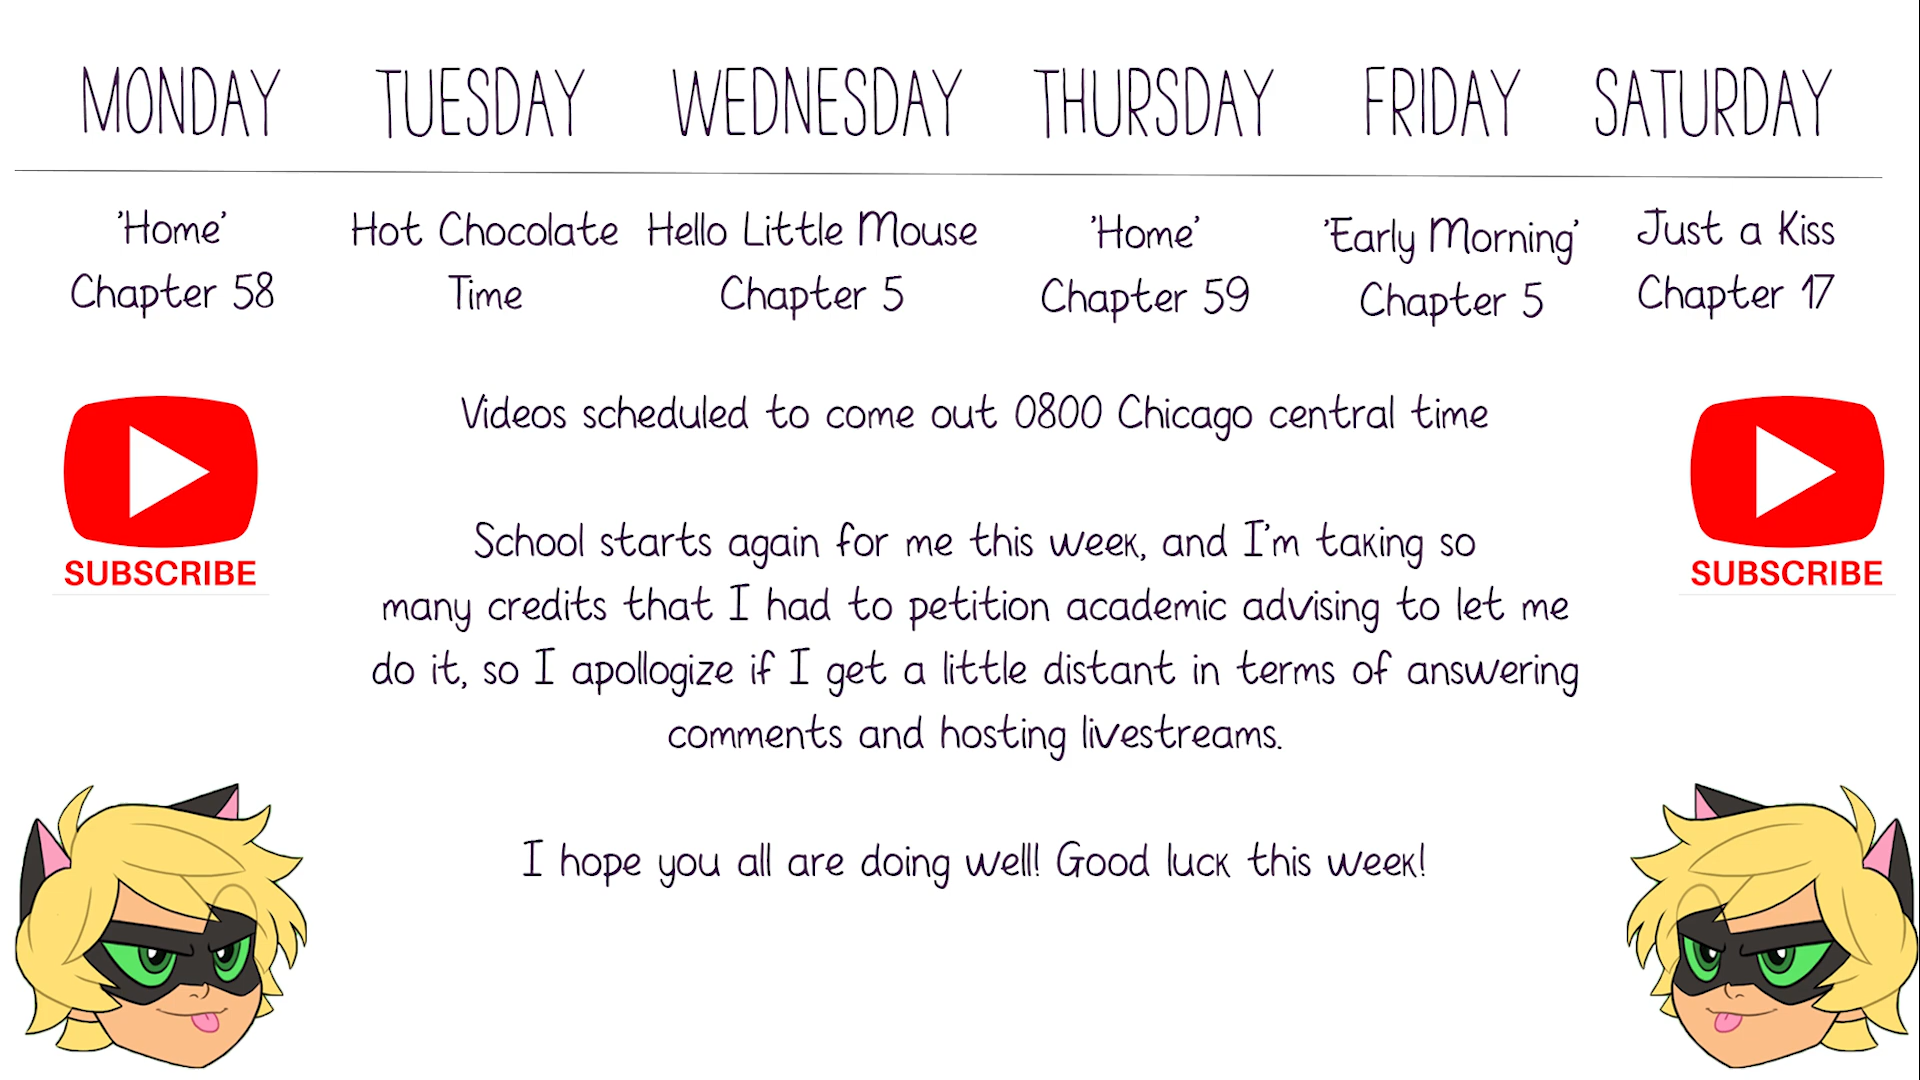 MONDAY TUESDAY WEDNESDAY THURSDAY FRIDAY SATURDAY
'Home' Hot Chocolate Hello Little Mouse 'Home' 'Early Morning' Just a Kiss
Chapter 58 Time Chapter 5 Chapter 59 Chapter 5 Chapter 17
Videos scheduled to come out 0800 Chicago central time
SUBSCRIBE SUBSCRIBE
School starts again for me this week, and I'm taking so
many credits that I had to petition academic advising to let me
do it, so I apollogize if I get a little distant in terms of answering
comments and hosting livestreams.
I hope you all are doing well! Good luck this week!